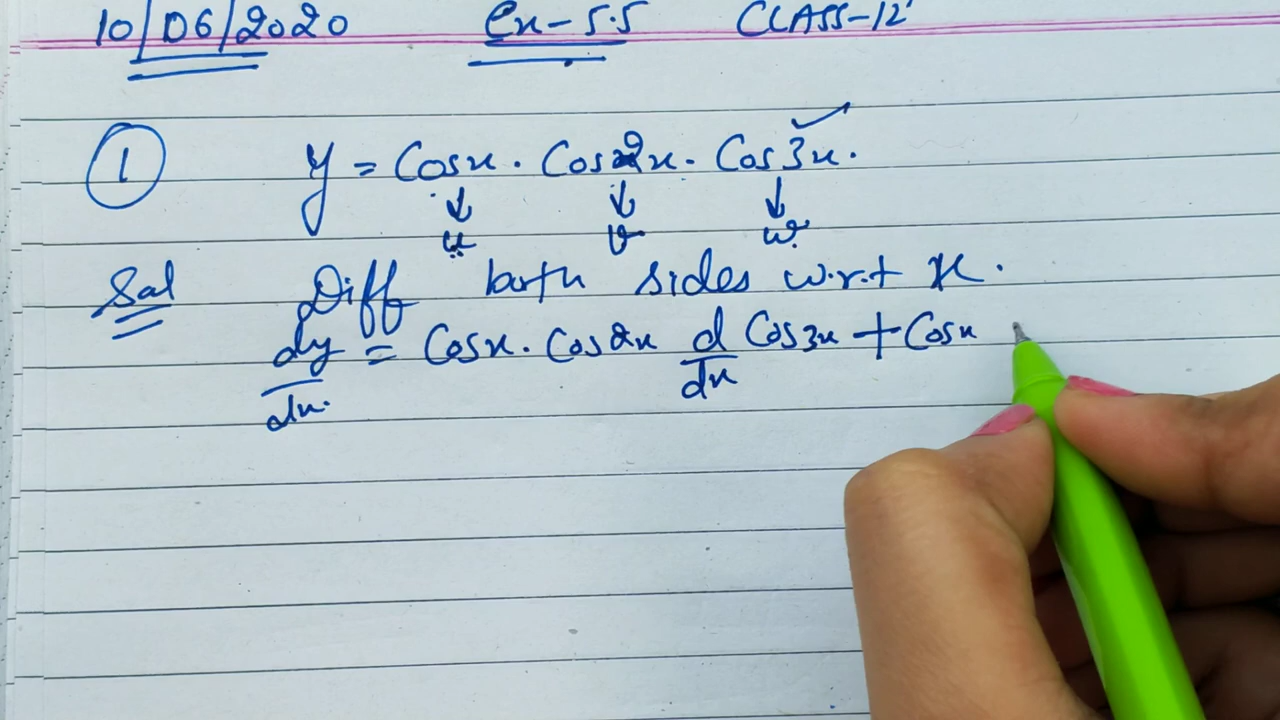 10/06/2020 Ex-5.5 CLASS-12
1 y = Cosx . Cos2x . Cos3x .
u v w
Sol Diff both sides w.r.t x .
dy/dx = Cosx . Cos2x d/dx Cos3x + Cosx